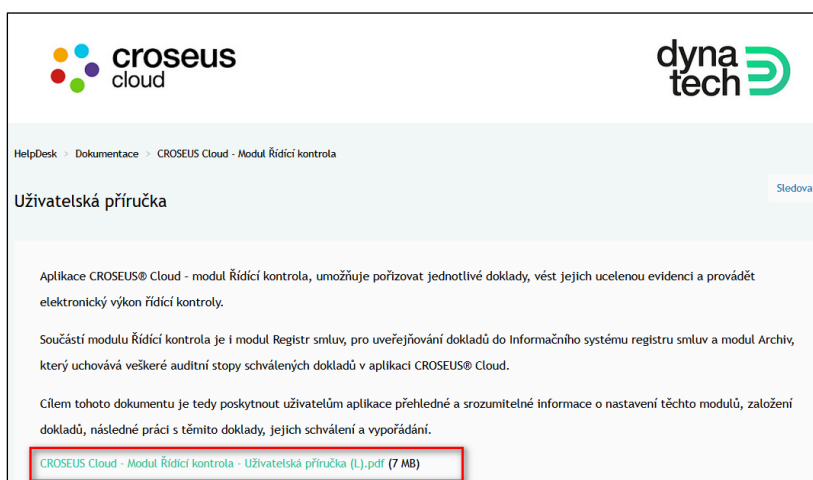 croseus
cloud
dyna
tech
HelpDesk > Dokumentace > CROSEUS Cloud - Modul Řídící kontrola
Sledova
Uživatelská příručka
Aplikace CROSEUS® Cloud – modul Řídící kontrola, umožňuje pořizovat jednotlivé doklady, vést jejich ucelenou evidenci a provádět
elektronický výkon řídící kontroly.
Součástí modulu Řídící kontrola je i modul Registr smluv, pro uveřejňování dokladů do Informačního systému registru smluv a modul Archiv,
který uchovává veškeré auditní stopy schválených dokladů v aplikaci CROSEUS® Cloud.
Cílem tohoto dokumentu je tedy poskytnout uživatelům aplikace přehledné a srozumitelné informace o nastavení těchto modulů, založení
dokladů, následné práci s těmito doklady, jejich schválení a vypořádání.
CROSEUS Cloud - Modul Řídící kontrola - Uživatelská příručka (L).pdf (7 MB)